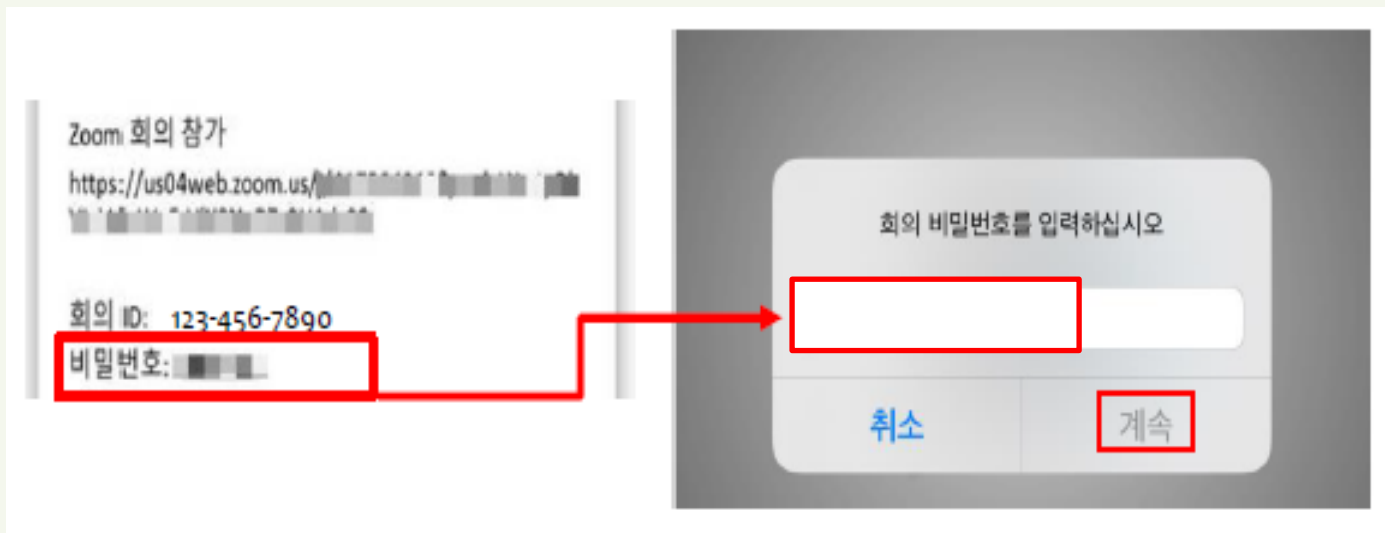 Zoom 회의 참가
https://us04web.zoom.us/
회의 ID: 123-456-7890
비밀번호:
회의 비밀번호를 입력하십시오
취소
계속